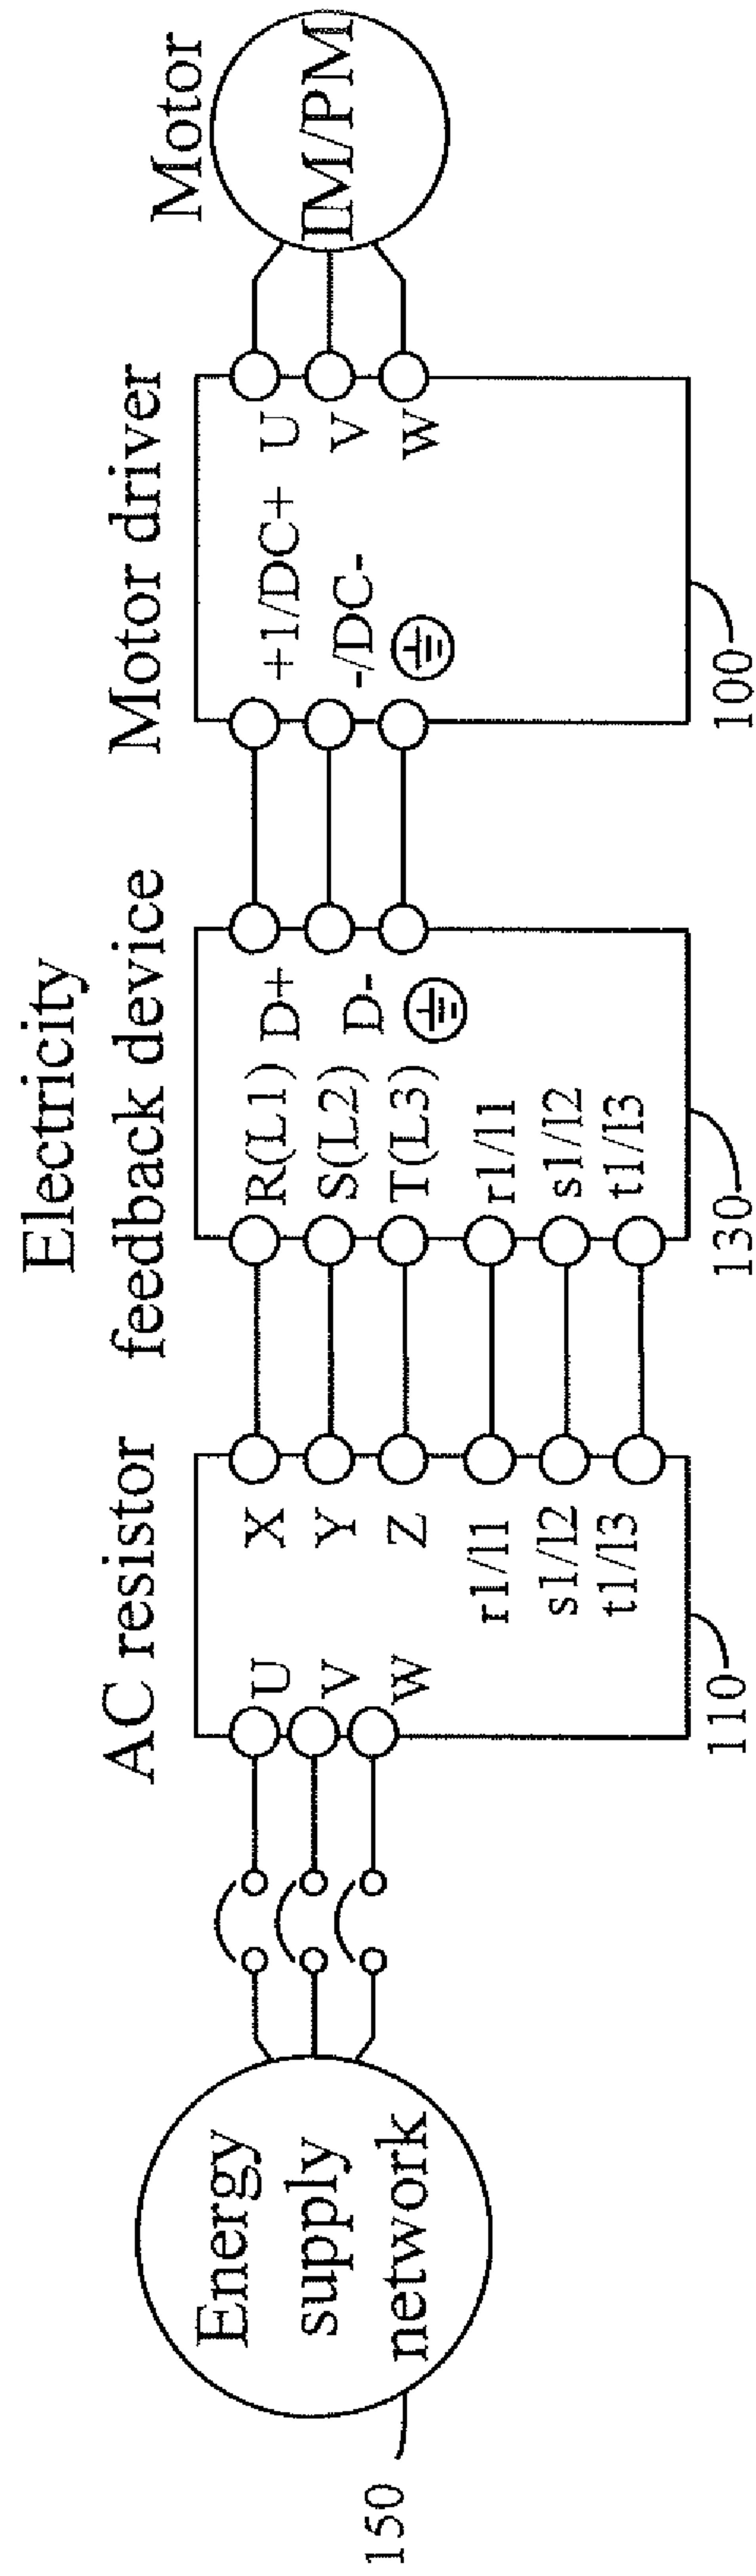 Energy
supply
network
150
AC resistor
U
V
W
X
Y
Z
r1/l1
s1/l2
t1/l3
110
Electricity
feedback device
R(L1)
S(L2)
T(L3)
r1/l1
s1/l2
t1/l3
D+
D-
130
Motor driver
+1/DC+
-/DC-
U
V
W
100
Motor
IM/PM